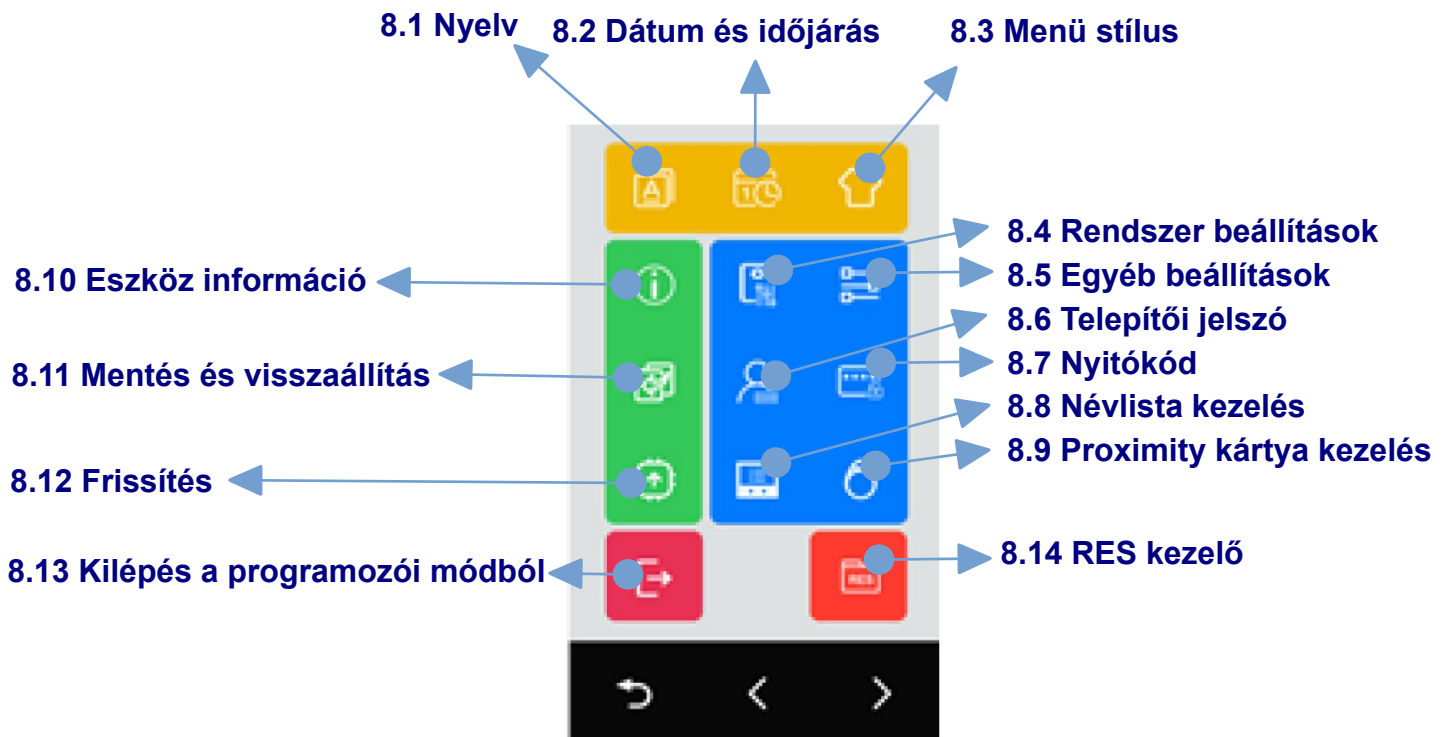 8.1 Nyelv
8.2 Dátum és időjárás
8.3 Menü stílus
8.4 Rendszer beállítások
8.5 Egyéb beállítások
8.6 Telepítői jelszó
8.7 Nyitókód
8.8 Névlista kezelés
8.9 Proximity kártya kezelés
8.10 Eszköz információ
8.11 Mentés és visszaállítás
8.12 Frissítés
8.13 Kilépés a programozói módból
8.14 RES kezelő
A
1
RES